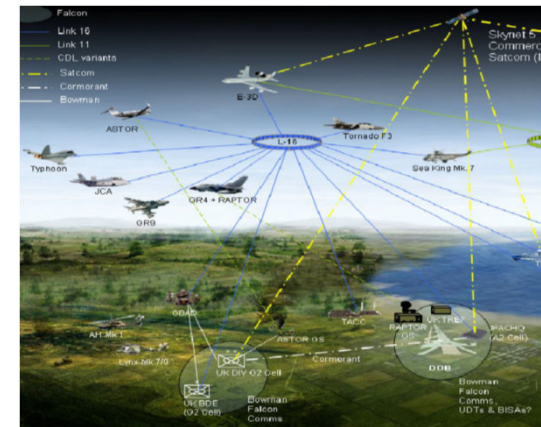 Falcon
Link 16
Link 11
CDL variants
Satcom
Cormorant
Bowman
Skynet 5
Satcom
E-3D
ASTOR
Tornado F3
L-16
Typhoon
Sea King Mk.7
JCA
GR4 + RAPTOR
GR9
GBAD
TACC
RAPTOR
GS
UKTREX
AH Mk1
ASTOR GS
JFACHQ
(A2 Cell)
Lynx Mk 7/9
Cormorant
DDB
UK DIV G2 Cell
UK BDE
(G2 Cell)
Bowman
Falcon
Comms
Bowman
Falcon
Comms,
UDTs & BISAs?